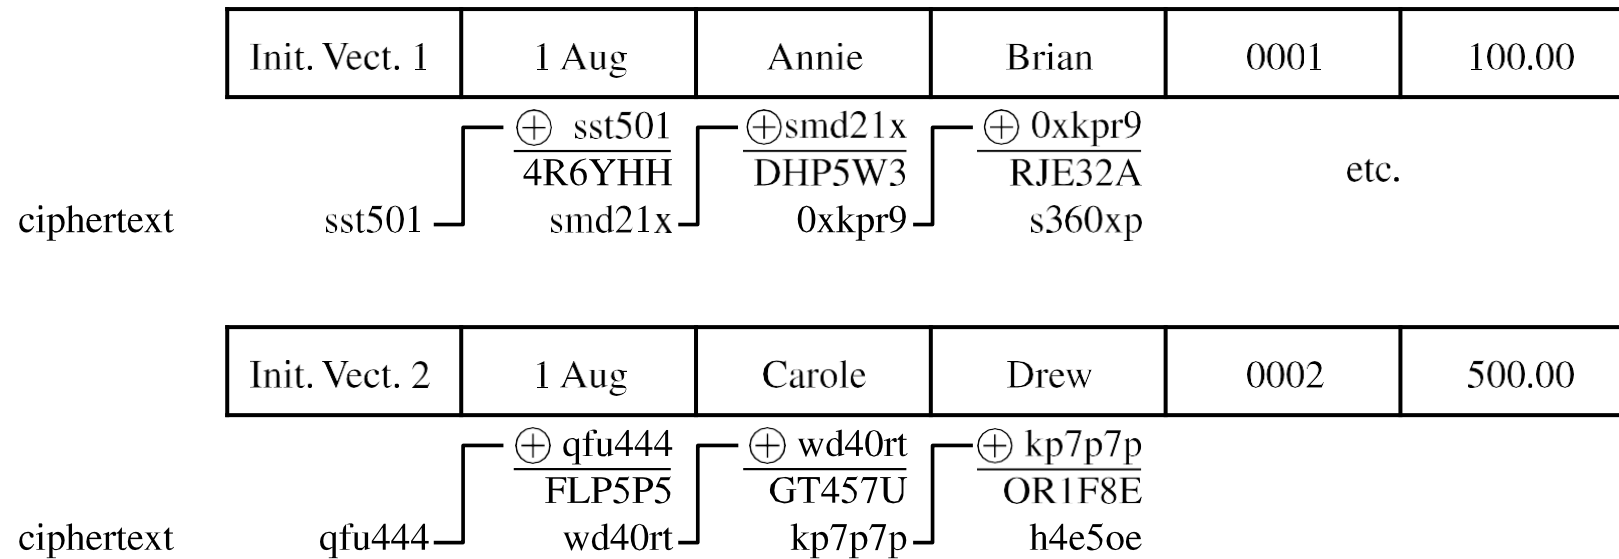 Init. Vect. 1 1 Aug Annie Brian 0001 100.00
⊕ sst501 ⊕smd21x ⊕ 0xkpr9
4R6YHH DHP5W3 RJE32A etc.
ciphertext sst501 smd21x 0xkpr9 s360xp
Init. Vect. 2 1 Aug Carole Drew 0002 500.00
⊕ qfu444 ⊕ wd40rt ⊕ kp7p7p
FLP5P5 GT457U OR1F8E
ciphertext qfu444 wd40rt kp7p7p h4e5oe